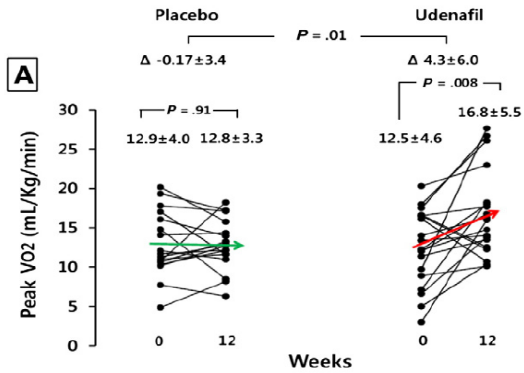 Placebo Udenafil
P = .01
Δ -0.17±3.4 Δ 4.3±6.0
A
P = .91 P = .008
12.9±4.0 12.8±3.3 12.5±4.6 16.8±5.5
Peak VO2 (mL/Kg/min)
30
25
20
15
10
5
0
0 12 0 12
Weeks